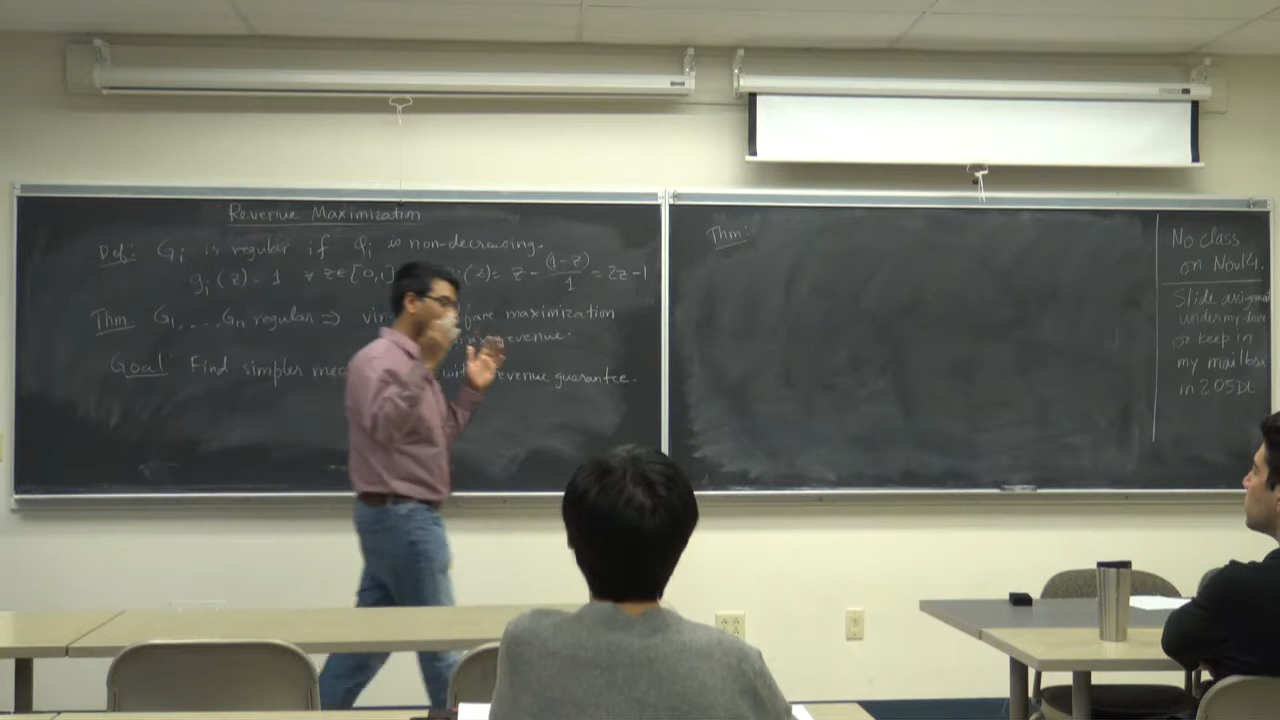 Revenue Maximization
Def: Gi is regular if φi is non-decreasing.
gi(z) = 1 ∀ z∈[0,1] (z) = z - (1-z)/1 = 2z-1
Thm G1,...,Gn regular ⇒ maximization
revenue.
Goal: Find simpler with revenue guarantee.
Thm:
No class
on Nov 14.
Slide
under my door
or keep in
my mailbox
in 205DL